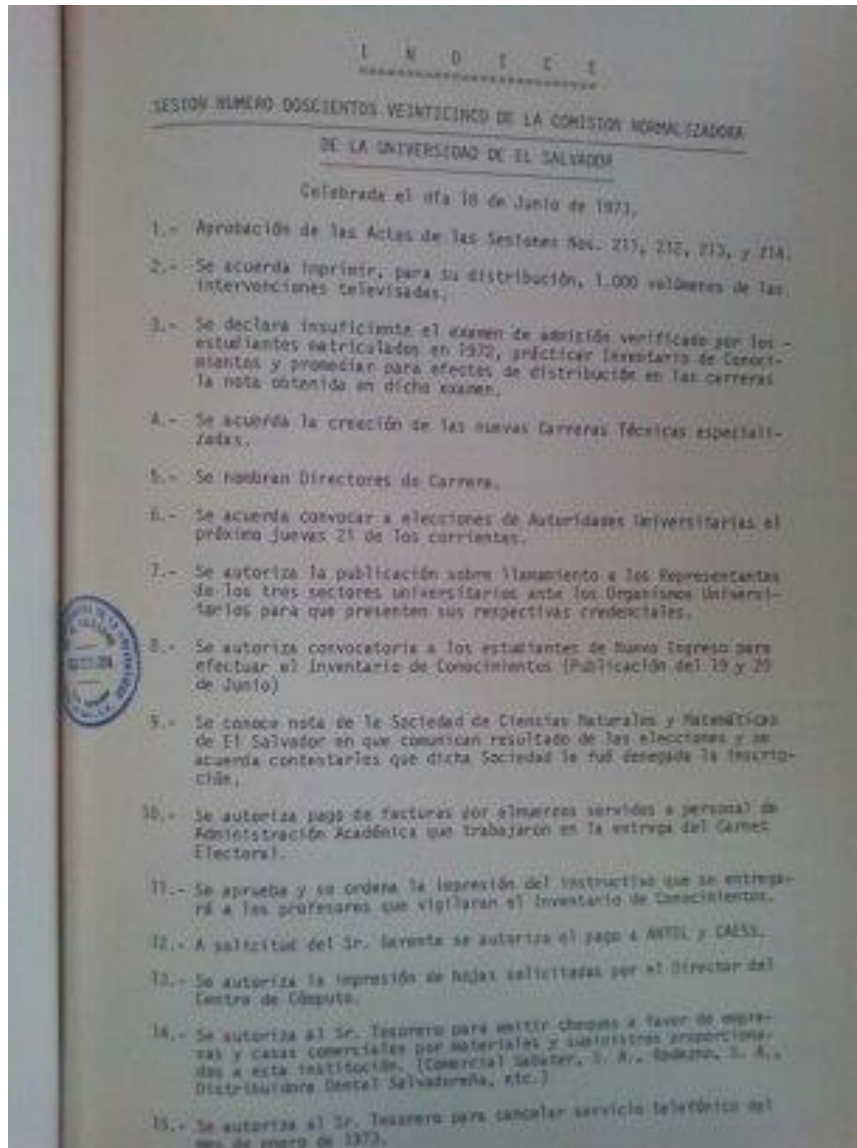 I N D I C E
SESION NUMERO DOSCIENTOS VEINTICINCO DE LA COMISION NORMALIZADORA
DE LA UNIVERSIDAD DE EL SALVADOR
Celebrada el día 18 de Junio de 1973.
1.- Aprobación de las Actas de las Sesiones Nos. 211, 212, 213, y 214.
2.- Se acuerda imprimir, para su distribución, 1.000 volúmenes de las
intervenciones televisadas.
3.- Se declara insuficiente el examen de admisión verificado por los -
estudiantes matriculados en 1972, prácticar Inventario de Conoci-
mientos y promediar para efectos de distribución en las carreras
la nota obtenida en dicho examen.
4.- Se acuerda la creación de las nuevas Carreras Técnicas especiali-
zadas.
5.- Se nombran Directores de Carrera.
6.- Se acuerda convocar a elecciones de Autoridades Universitarias el
próximo jueves 21 de los corrientes.
7.- Se autoriza la publicación sobre llamamiento a los Representantes
de los tres sectores universitarios ante los Organismos Universi-
tarios para que presenten sus respectivas credenciales.
8.- Se autoriza convocatoria a los estudiantes de Nuevo Ingreso para
efectuar el Inventario de Conocimientos (Publicación del 19 y 20
de Junio)
9.- Se conoce nota de la Sociedad de Ciencias Naturales y Matemáticas
de El Salvador en que comunican resultado de las elecciones y se
acuerda contestarles que dicha Sociedad le fué denegada la inscrip-
ción.
10.- Se autoriza pago de facturas por almuerzos servidos a personal de
Administración Académica que trabajaron en la entrega del Carnet
Electoral.
11.- Se aprueba y se ordena la impresión del instructivo que se entrega-
rá a los profesores que vigilaran el Inventario de Conocimientos.
12.- A solicitud del Sr. Gerente se autoriza el pago a ANTEL y CAESS.
13.- Se autoriza la impresión de hojas solicitadas por el Director del
Centro de Cómputo.
14.- Se autoriza al Sr. Tesorero para emitir cheques a favor de empre-
sas y casas comerciales por materiales y suministros proporciona-
dos a esta institución. (Comercial Sabater, S. A., S. A.,
Distribuidora Dental Salvadoreña, etc.)
15.- Se autoriza al Sr. Tesorero para cancelar servicio telefónico del
mes de enero de 1973.